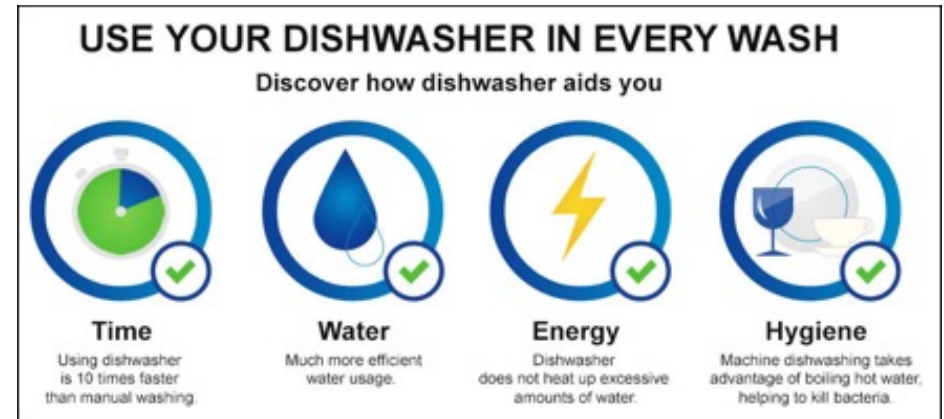 USE YOUR DISHWASHER IN EVERY WASH
Discover how dishwasher aids you
Time
Using dishwasher
is 10 times faster
than manual washing.
Water
Much more efficient
water usage.
Energy
Dishwasher
does not heat up excessive
amounts of water.
Hygiene
Machine dishwashing takes
advantage of boiling hot water,
helping to kill bacteria.